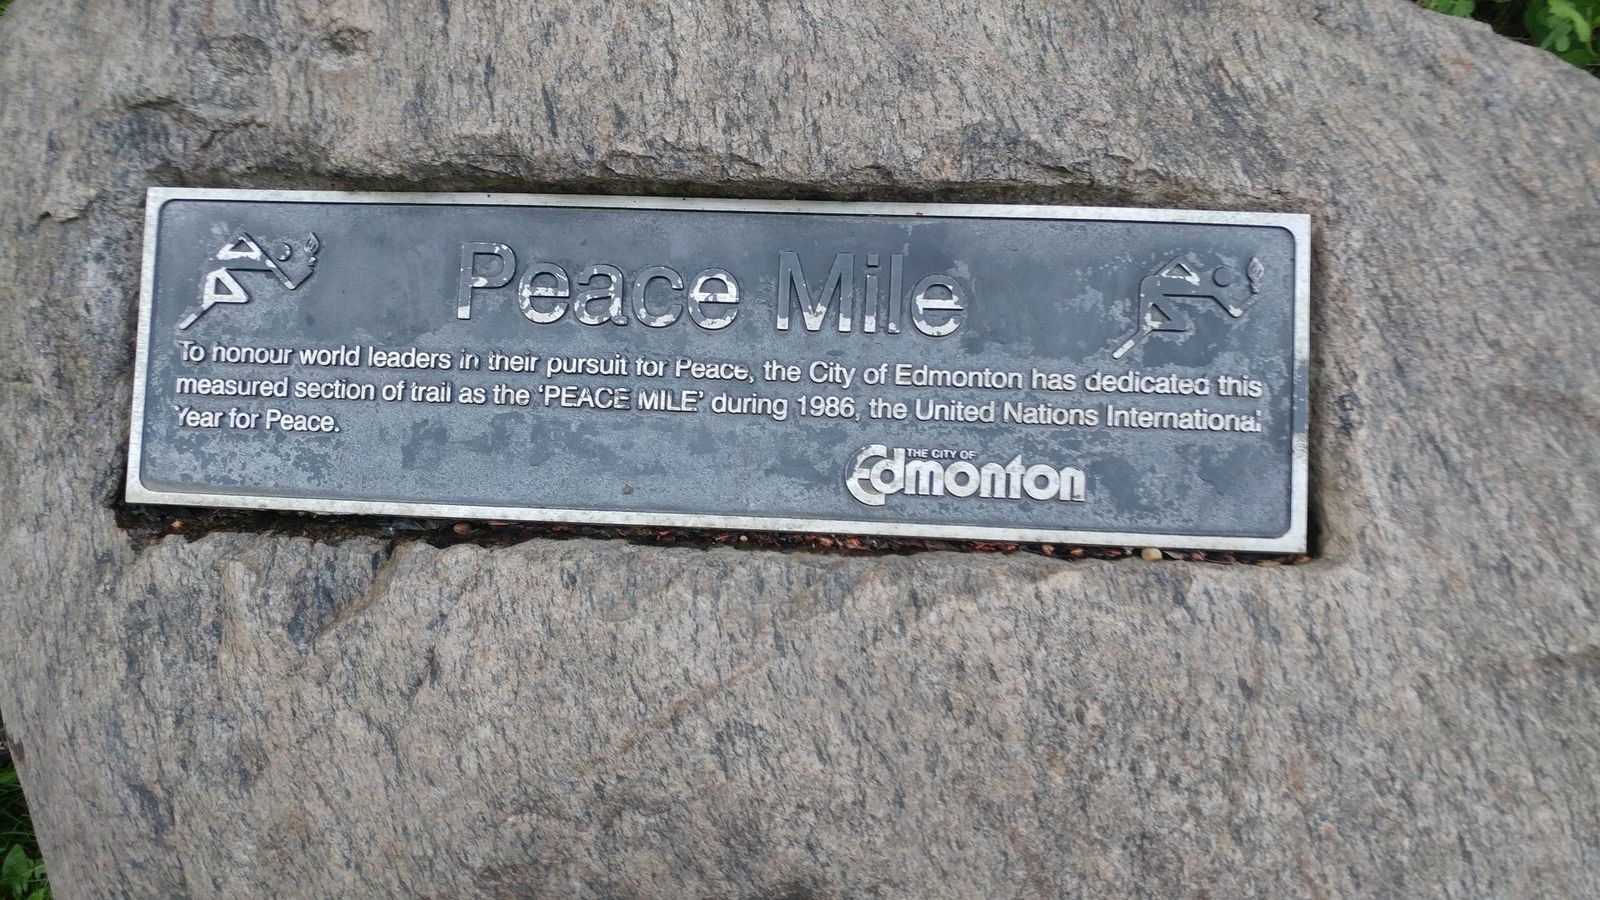 Peace Mile
To honour world leaders in their pursuit for Peace, the City of Edmonton has dedicated this
measured section of trail as the 'PEACE MILE' during 1986, the United Nations International
Year for Peace.
THE CITY OF
Edmonton